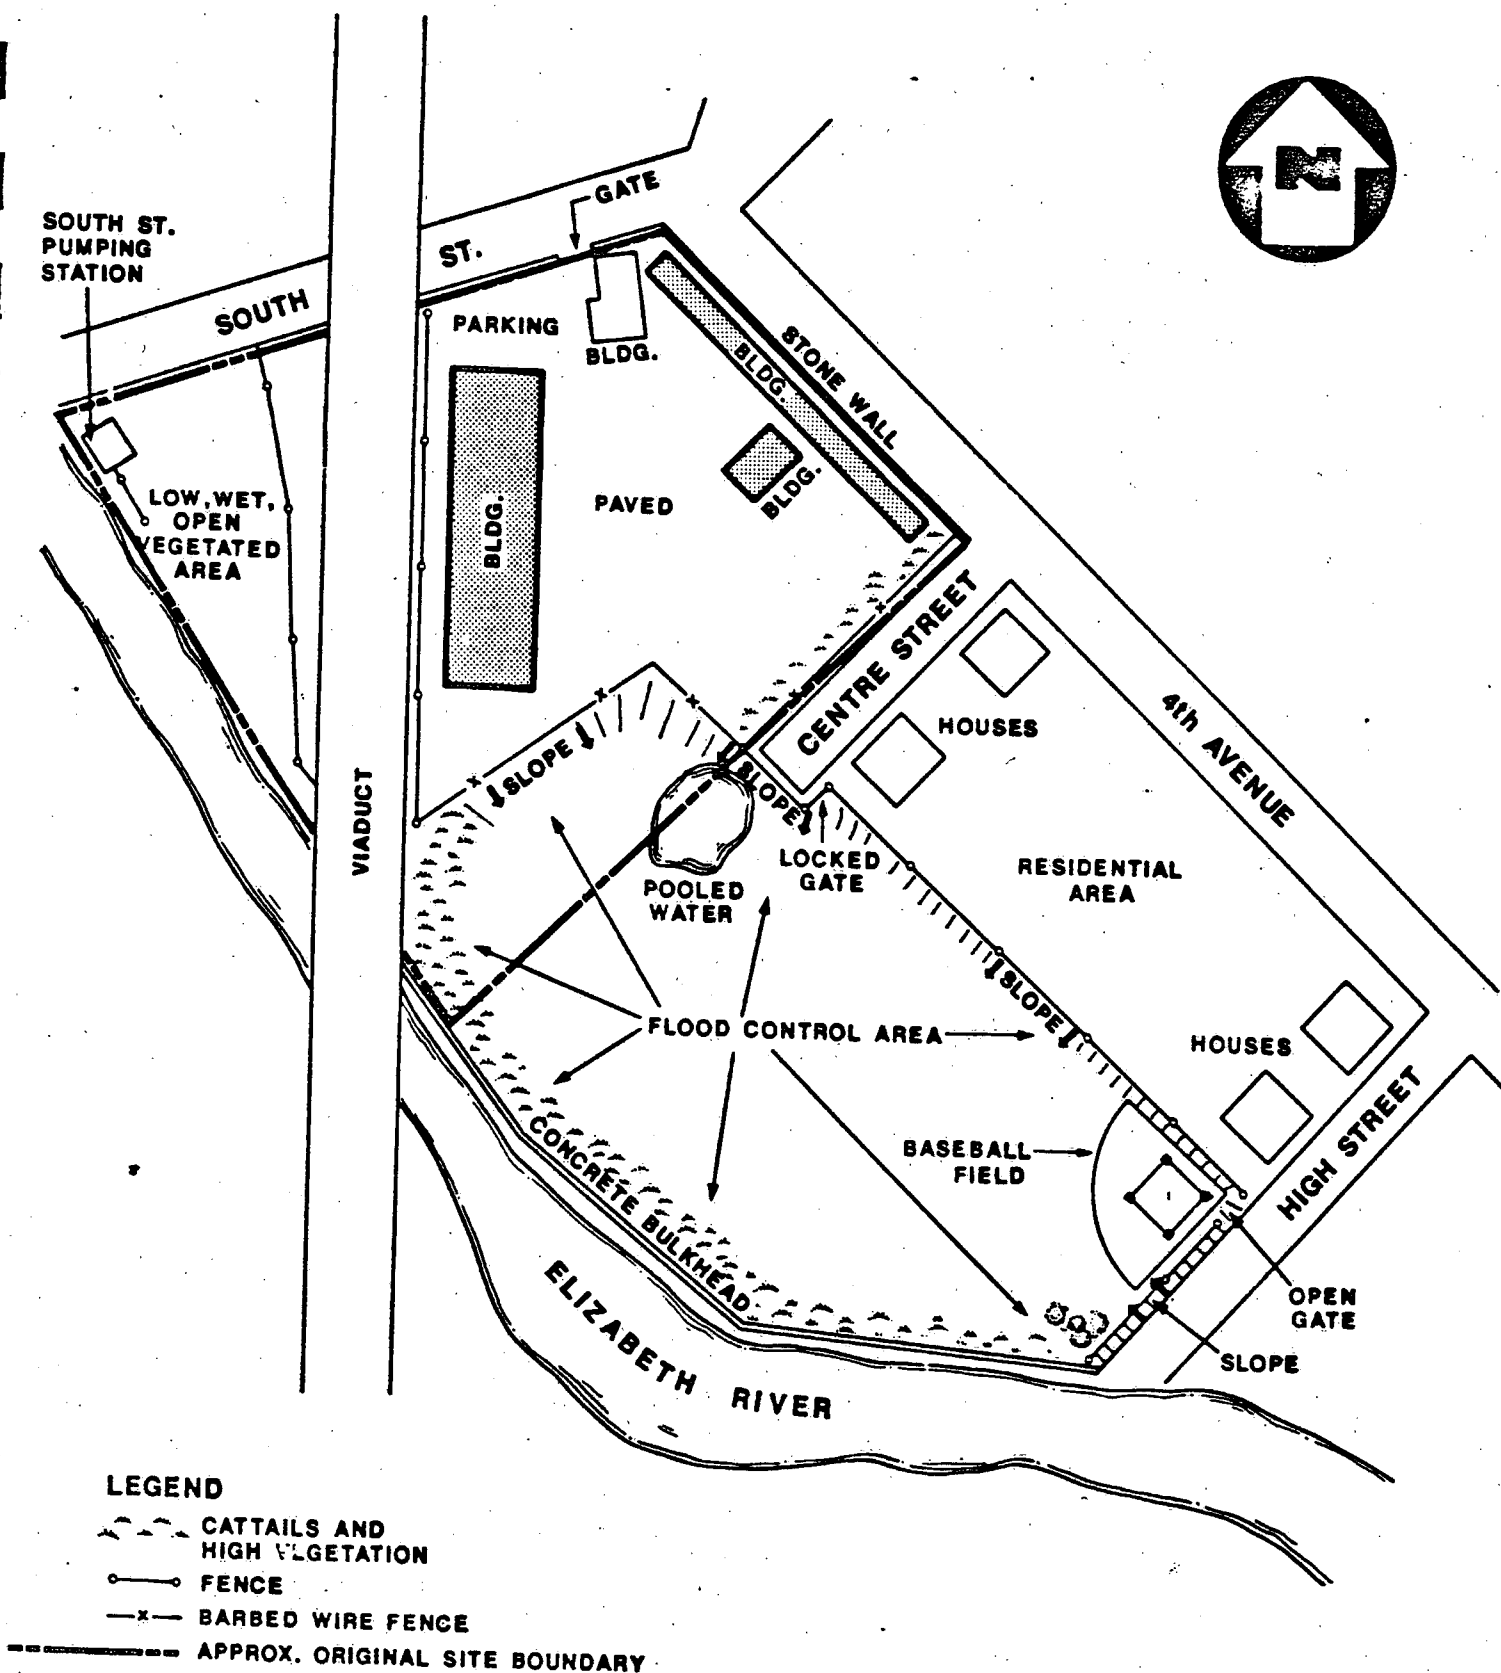 N
GATE
SOUTH ST.
PUMPING
STATION
SOUTH ST.
PARKING
BLDG.
STONE WALL
BLDG.
BLDG.
BLDG.
PAVED
LOW, WET,
OPEN
VEGETATED
AREA
CENTRE STREET
HOUSES
4th AVENUE
SLOPE
SLOPE
VIADUCT
LOCKED
GATE
RESIDENTIAL
AREA
POOLED
WATER
SLOPE
FLOOD CONTROL AREA
HOUSES
HIGH STREET
BASEBALL
FIELD
CONCRETE BULKHEAD
OPEN
GATE
SLOPE
ELIZABETH RIVER
LEGEND
CATTAILS AND
HIGH VEGETATION
FENCE
BARBED WIRE FENCE
APPROX. ORIGINAL SITE BOUNDARY